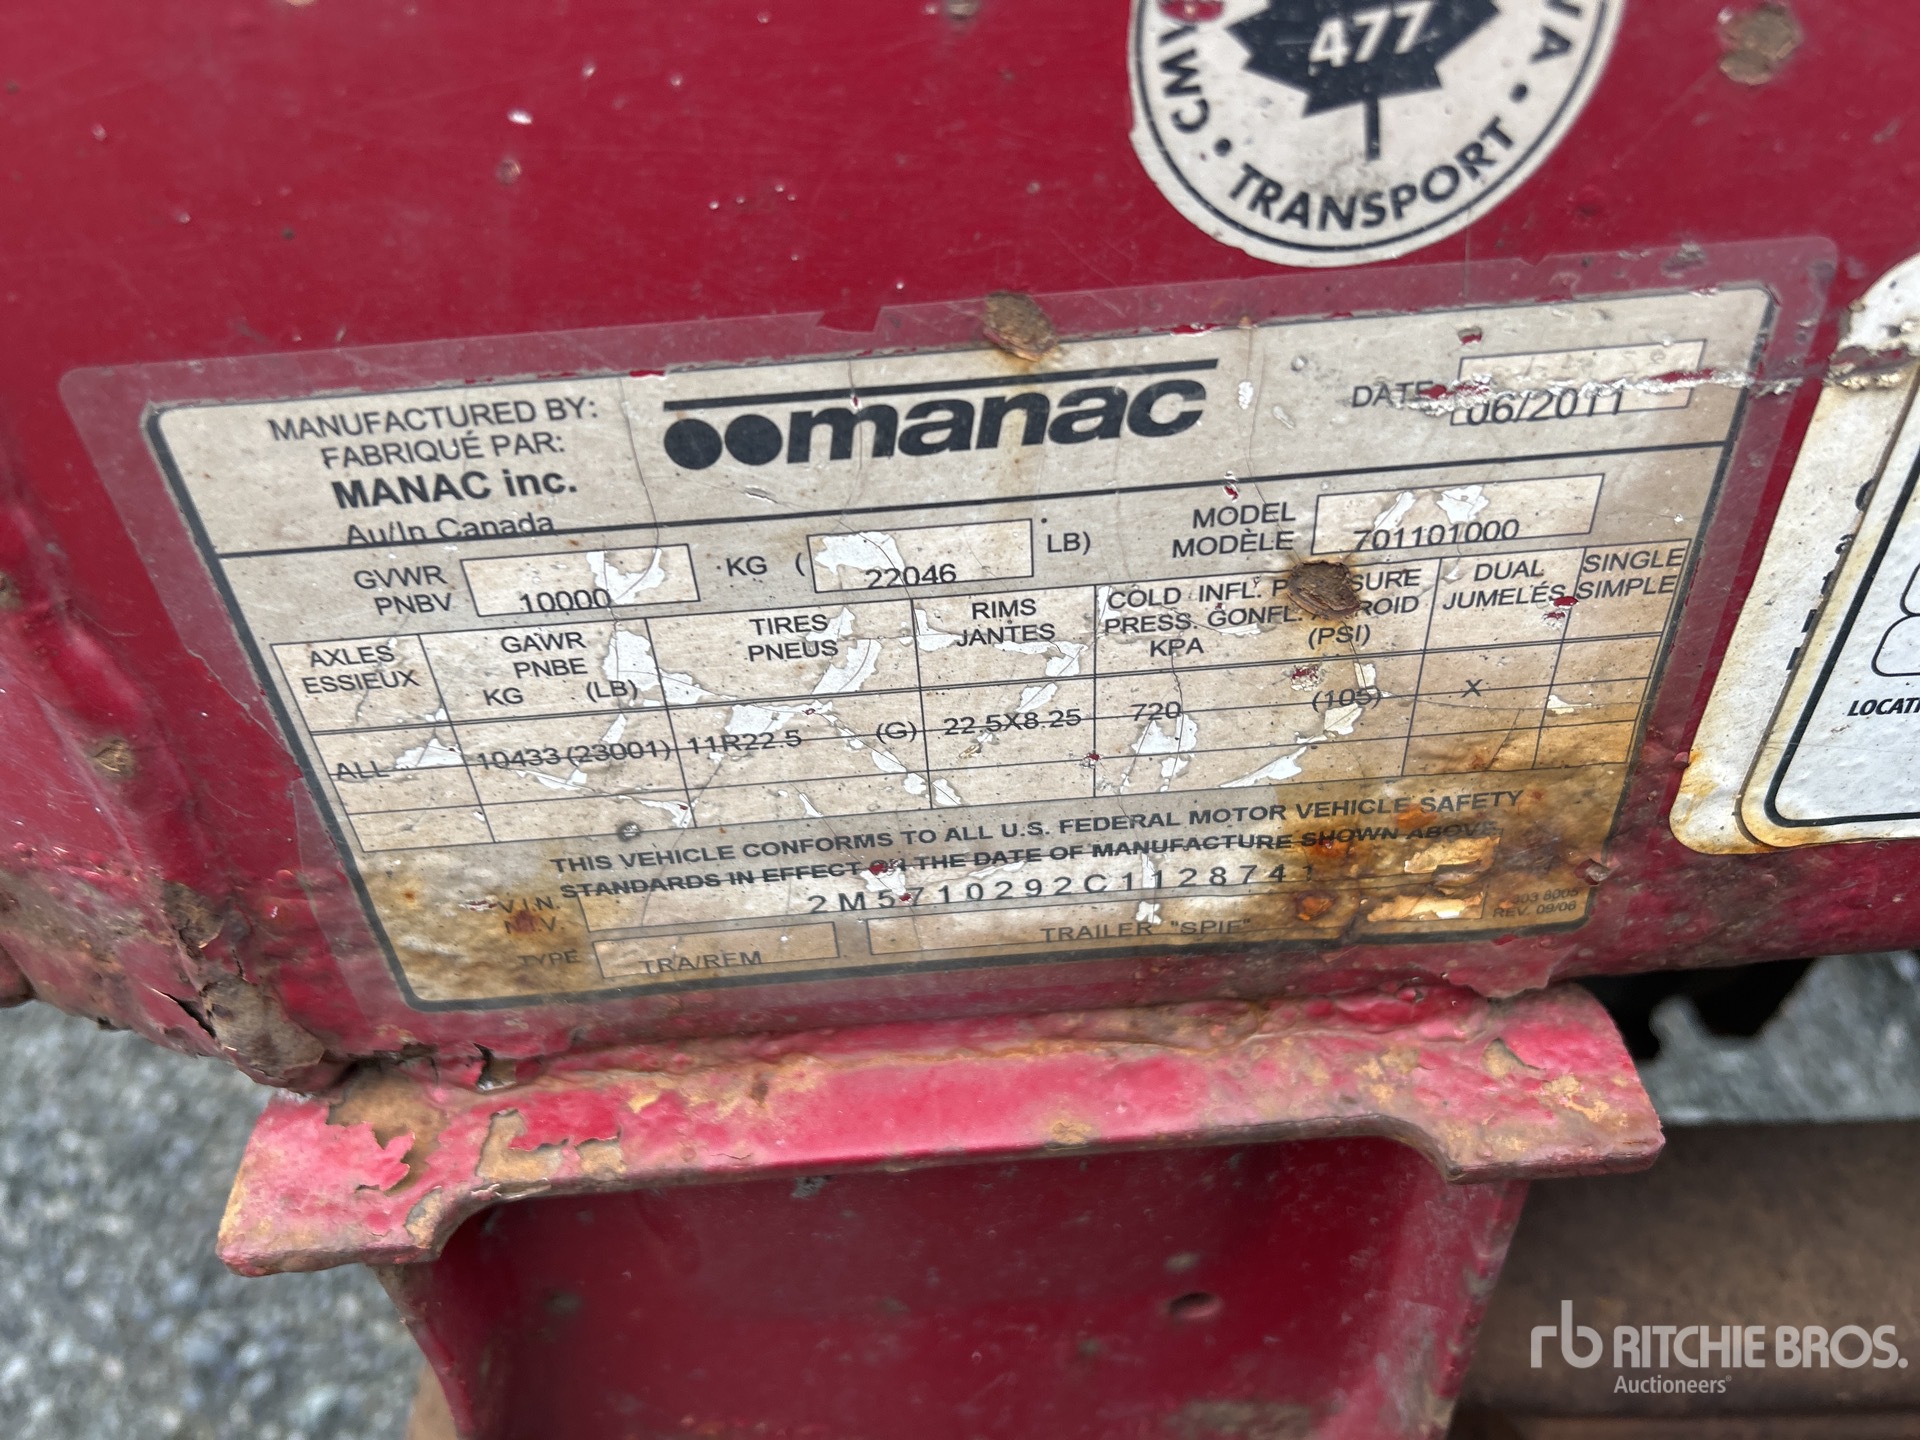 477
TRANSPORT
MANUFACTURED BY:
FABRIQUÉ PAR:
MANAC inc.
Au/In Canada
manac
DATE 06/2011
GVWR
PNBV
10000 KG ( 22046 LB)
MODEL
MODÈLE
701101000
AXLES
ESSIEUX
GAWR
PNBE
KG (LB)
TIRES
PNEUS
RIMS
JANTES
COLD INFL.
PRESS. GONFL.
KPA (PSI)
DUAL
JUMELÉS
SINGLE
SIMPLE
ALL 10433 (23001) 11R22.5 (G) 22.5X8.25 720 (105) X
THIS VEHICLE CONFORMS TO ALL U.S. FEDERAL MOTOR VEHICLE SAFETY
STANDARDS IN EFFECT ON THE DATE OF MANUFACTURE SHOWN ABOVE.
V.I.N.
N.I.V.
2M5710292C1128741
TYPE TRA/REM TRAILER "SPIF"
REV. 09/06
rb RITCHIE BROS.
Auctioneers